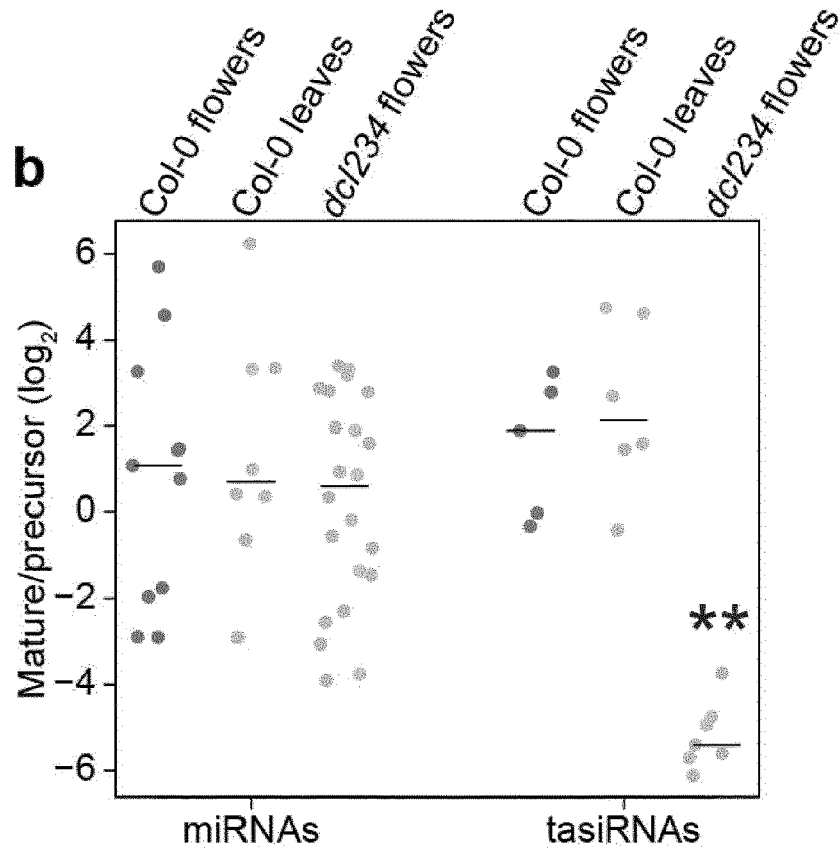 b
Col-0 flowers
Col-0 leaves
dcl234 flowers
Col-0 flowers
Col-0 leaves
dcl234 flowers
Mature/precursor (log₂)
6
4
2
0
−2
−4
−6
**
miRNAs
tasiRNAs